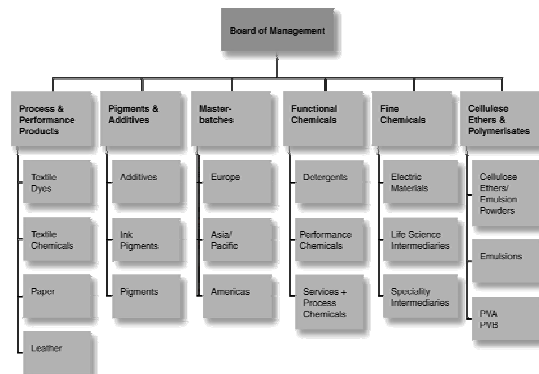 Board of Management
Process &
Performance
Products
Pigments &
Additives
Master-
batches
Functional
Chemicals
Fine
Chemicals
Cellulose
Ethers &
Polymerisates
Textile
Dyes
Additives
Europe
Detergents
Electric
Materials
Cellulose
Ethers/
Emulsion
Powders
Textile
Chemicals
Ink
Pigments
Asia/
Pacific
Performance
Chemicals
Life Science
Intermediaries
Emulsions
Paper
Pigments
Americas
Services +
Process
Chemicals
Speciality
Intermediaries
PVA
PVB
Leather